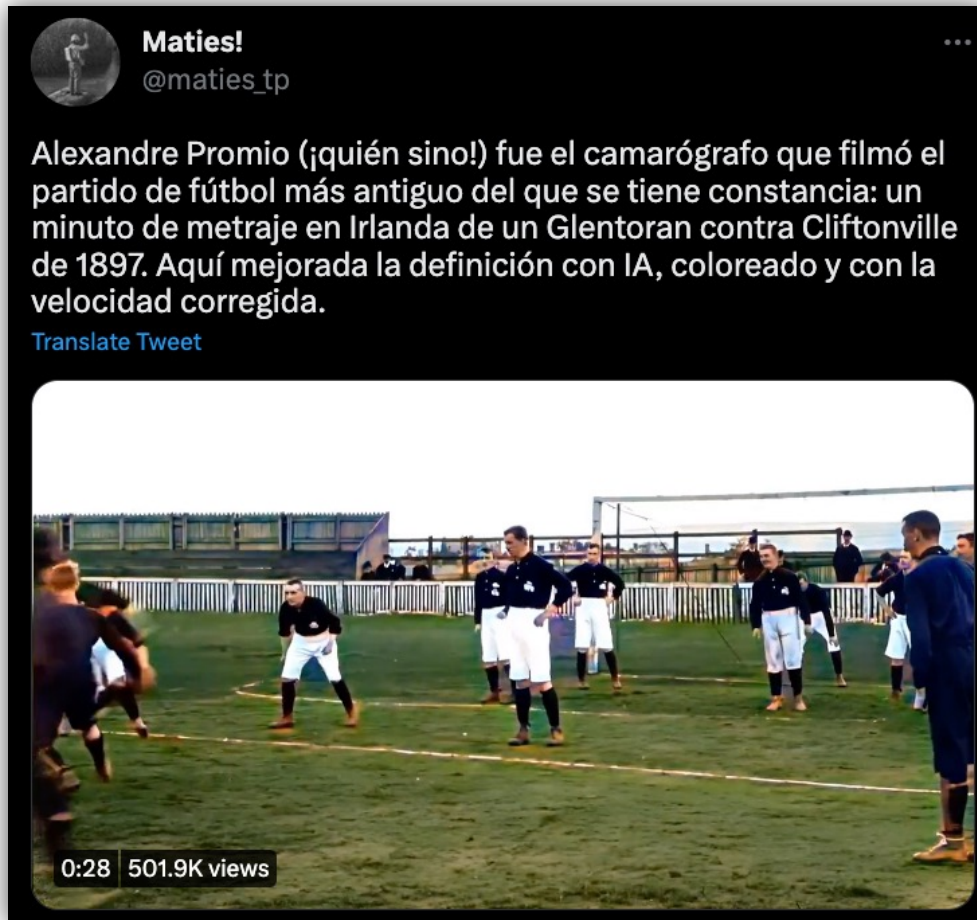 Maties!
@maties_tp
Alexandre Promio (¡quién sino!) fue el camarógrafo que filmó el
partido de fútbol más antiguo del que se tiene constancia: un
minuto de metraje en Irlanda de un Glentoran contra Cliftonville
de 1897. Aquí mejorada la definición con IA, coloreado y con la
velocidad corregida.
Translate Tweet
0:28 501.9K views